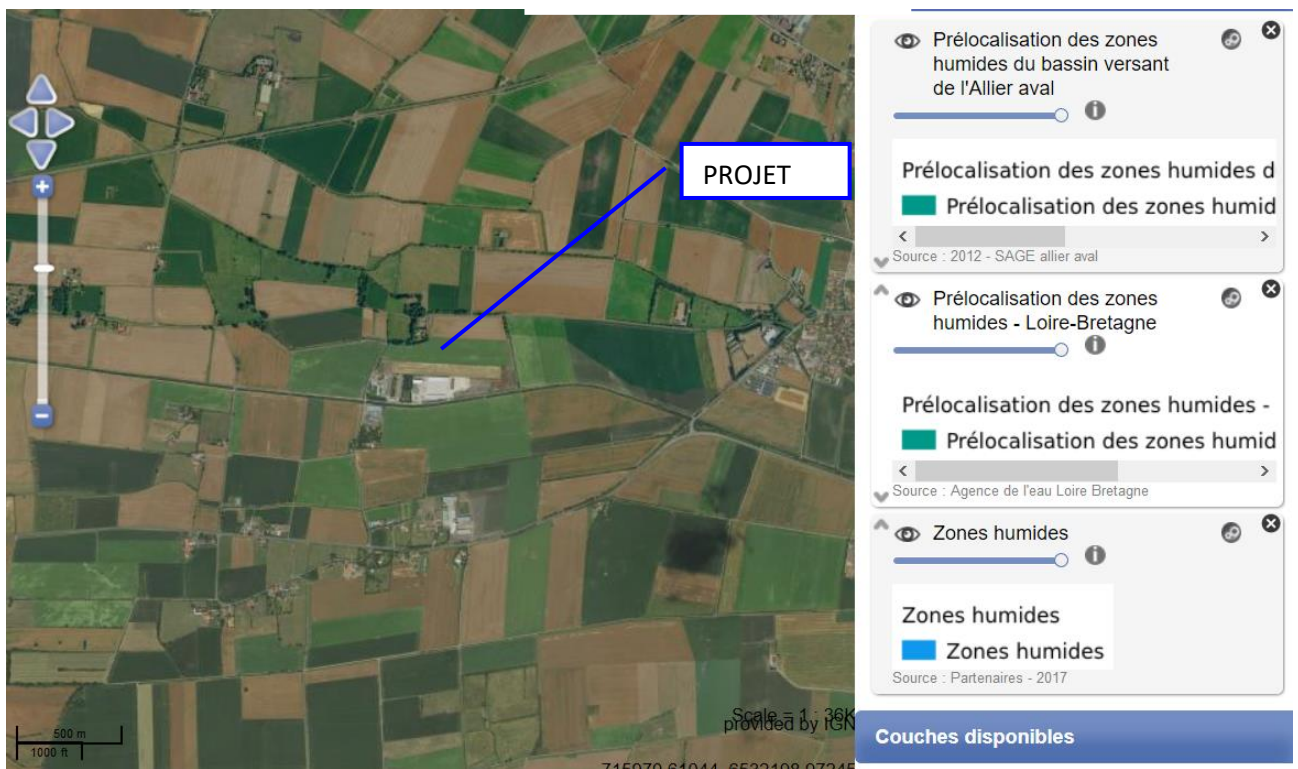 PROJET
500 m
1000 ft
Scale = 1 : 36K
provided by IGN
Prélocalisation des zones
humides du bassin versant
de l'Allier aval
Prélocalisation des zones humides d
Prélocalisation des zones humid
Source : 2012 - SAGE allier aval
Prélocalisation des zones
humides - Loire-Bretagne
Prélocalisation des zones humides -
Prélocalisation des zones humid
Source : Agence de l'eau Loire Bretagne
Zones humides
Zones humides
Zones humides
Source : Partenaires - 2017
Couches disponibles